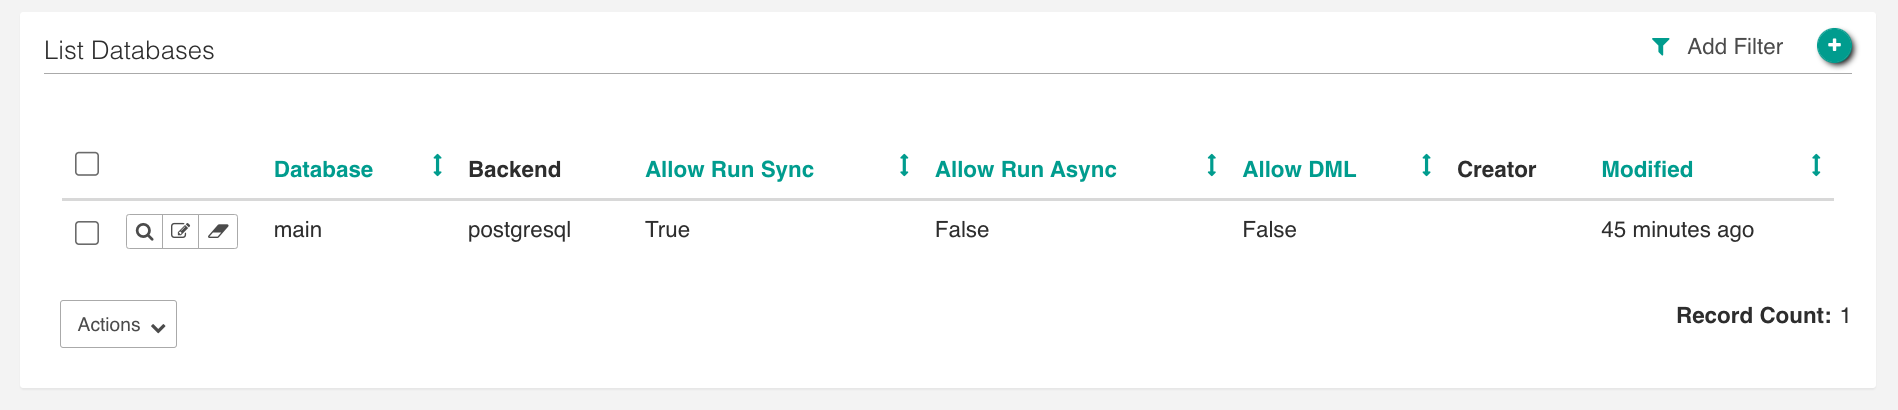 List Databases
Add Filter
Database Backend Allow Run Sync Allow Run Async Allow DML Creator Modified
main postgresql True False False 45 minutes ago
Actions
Record Count: 1